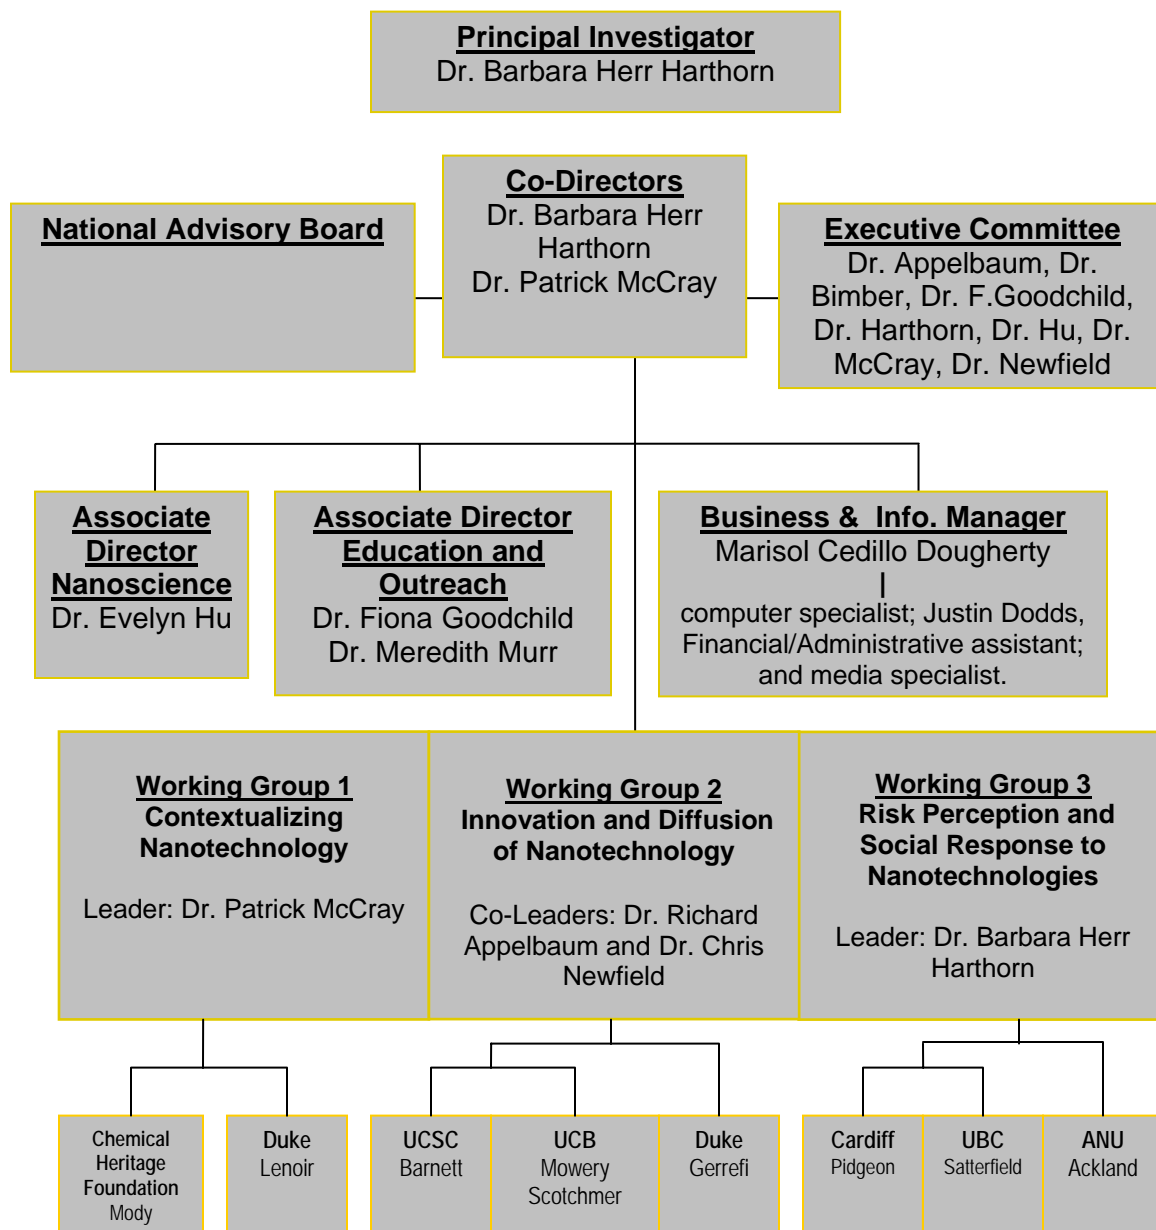 Principal Investigator
Dr. Barbara Herr Harthorn
Co-Directors
Dr. Barbara Herr
Harthorn
Dr. Patrick McCray
National Advisory Board
Executive Committee
Dr. Appelbaum, Dr.
Bimber, Dr. F.Goodchild,
Dr. Harthorn, Dr. Hu, Dr.
McCray, Dr. Newfield
Associate
Director
Nanoscience
Dr. Evelyn Hu
Associate Director
Education and
Outreach
Dr. Fiona Goodchild
Dr. Meredith Murr
Business &  Info. Manager
Marisol Cedillo Dougherty
|
computer specialist; Justin Dodds,
Financial/Administrative assistant;
and media specialist.
Working Group 1
Contextualizing
Nanotechnology
Leader: Dr. Patrick McCray
Working Group 2
Innovation and Diffusion
of Nanotechnology
Co-Leaders: Dr. Richard
Appelbaum and Dr. Chris
Newfield
Working Group 3
Risk Perception and
Social Response to
Nanotechnologies
Leader: Dr. Barbara Herr
Harthorn
Chemical
Heritage
Foundation
Mody
Duke
Lenoir
UCSC
Barnett
UCB
Mowery
Scotchmer
Duke
Gerrefi
Cardiff
Pidgeon
UBC
Satterfield
ANU
Ackland